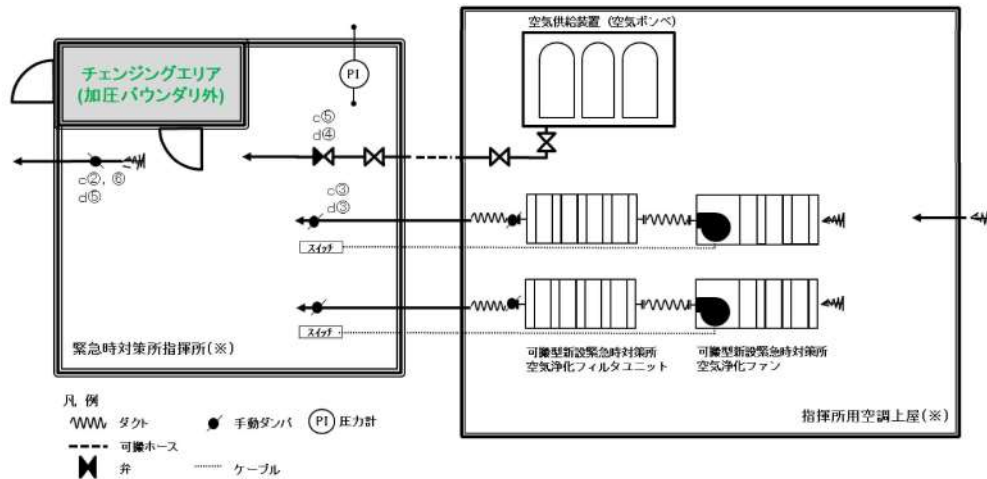 空気供給装置 (空気ボンベ)
チェンジングエリア
(加圧バウンダリ外)
PI
c⑤
d④
c②, ⑥
d⑤
c③
d③
スイッチ
スイッチ
緊急時対策所指揮所(※)
可搬型新設緊急時対策所
空気浄化フィルタユニット
可搬型新設緊急時対策所
空気浄化ファン
指揮所用空調上屋(※)
凡 例
ダクト
手動ダンパ
PI 圧力計
可搬ホース
弁
ケーブル